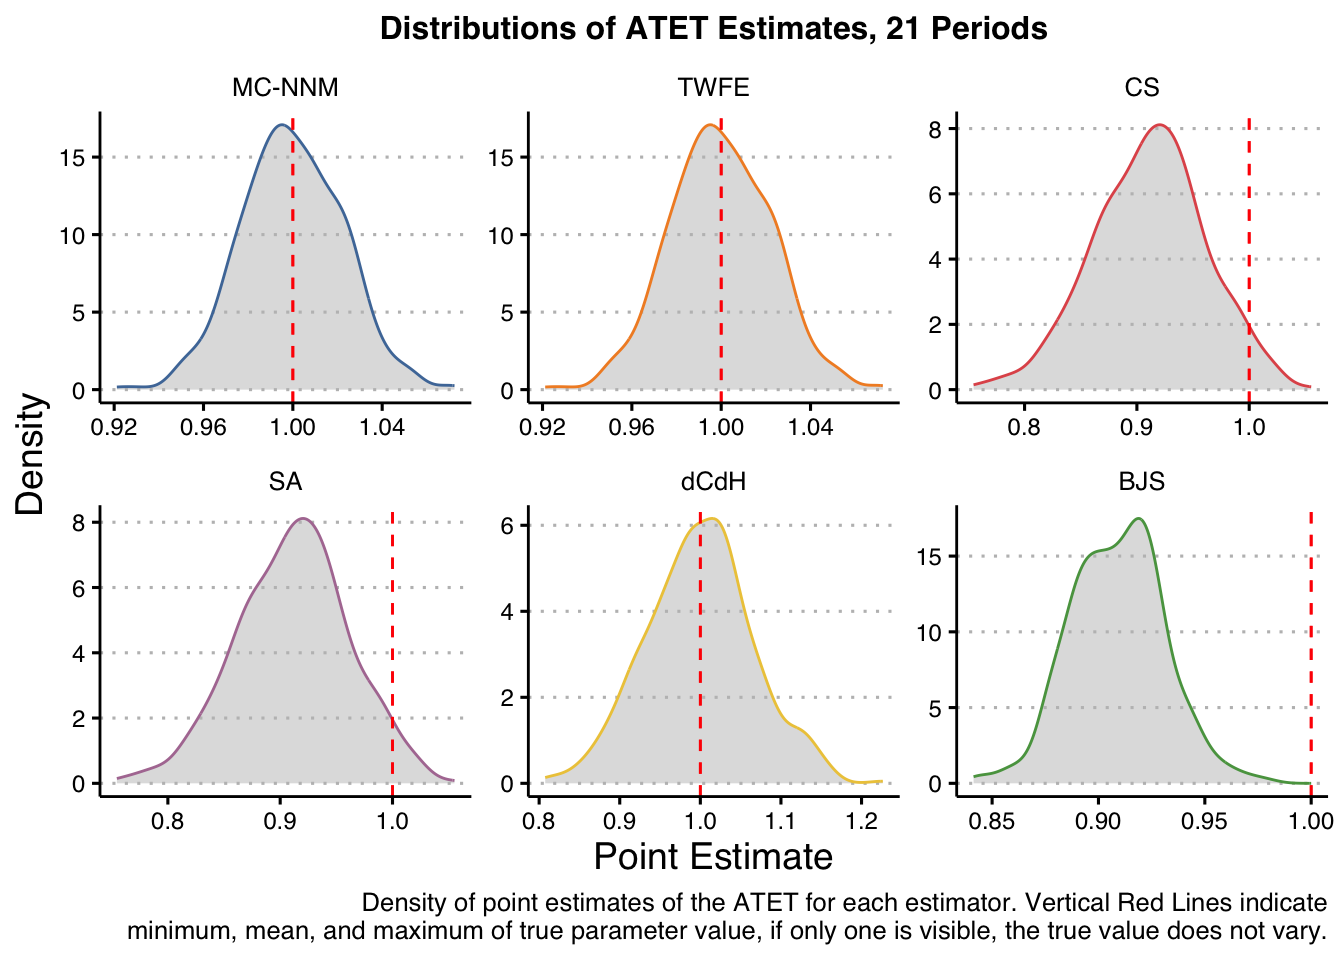 Distributions of ATET Estimates, 21 Periods
MC-NNM
TWFE
CS
15
10
5
0
0.92 0.96 1.00 1.04
15
10
5
0
0.92 0.96 1.00 1.04
8
6
4
2
0
0.8 0.9 1.0
Density
SA
dCdH
BJS
8
6
4
2
0
0.8 0.9 1.0
6
4
2
0
0.8 0.9 1.0 1.1 1.2
15
10
5
0
0.85 0.90 0.95 1.00
Point Estimate
Density of point estimates of the ATET for each estimator. Vertical Red Lines indicate
minimum, mean, and maximum of true parameter value, if only one is visible, the true value does not vary.